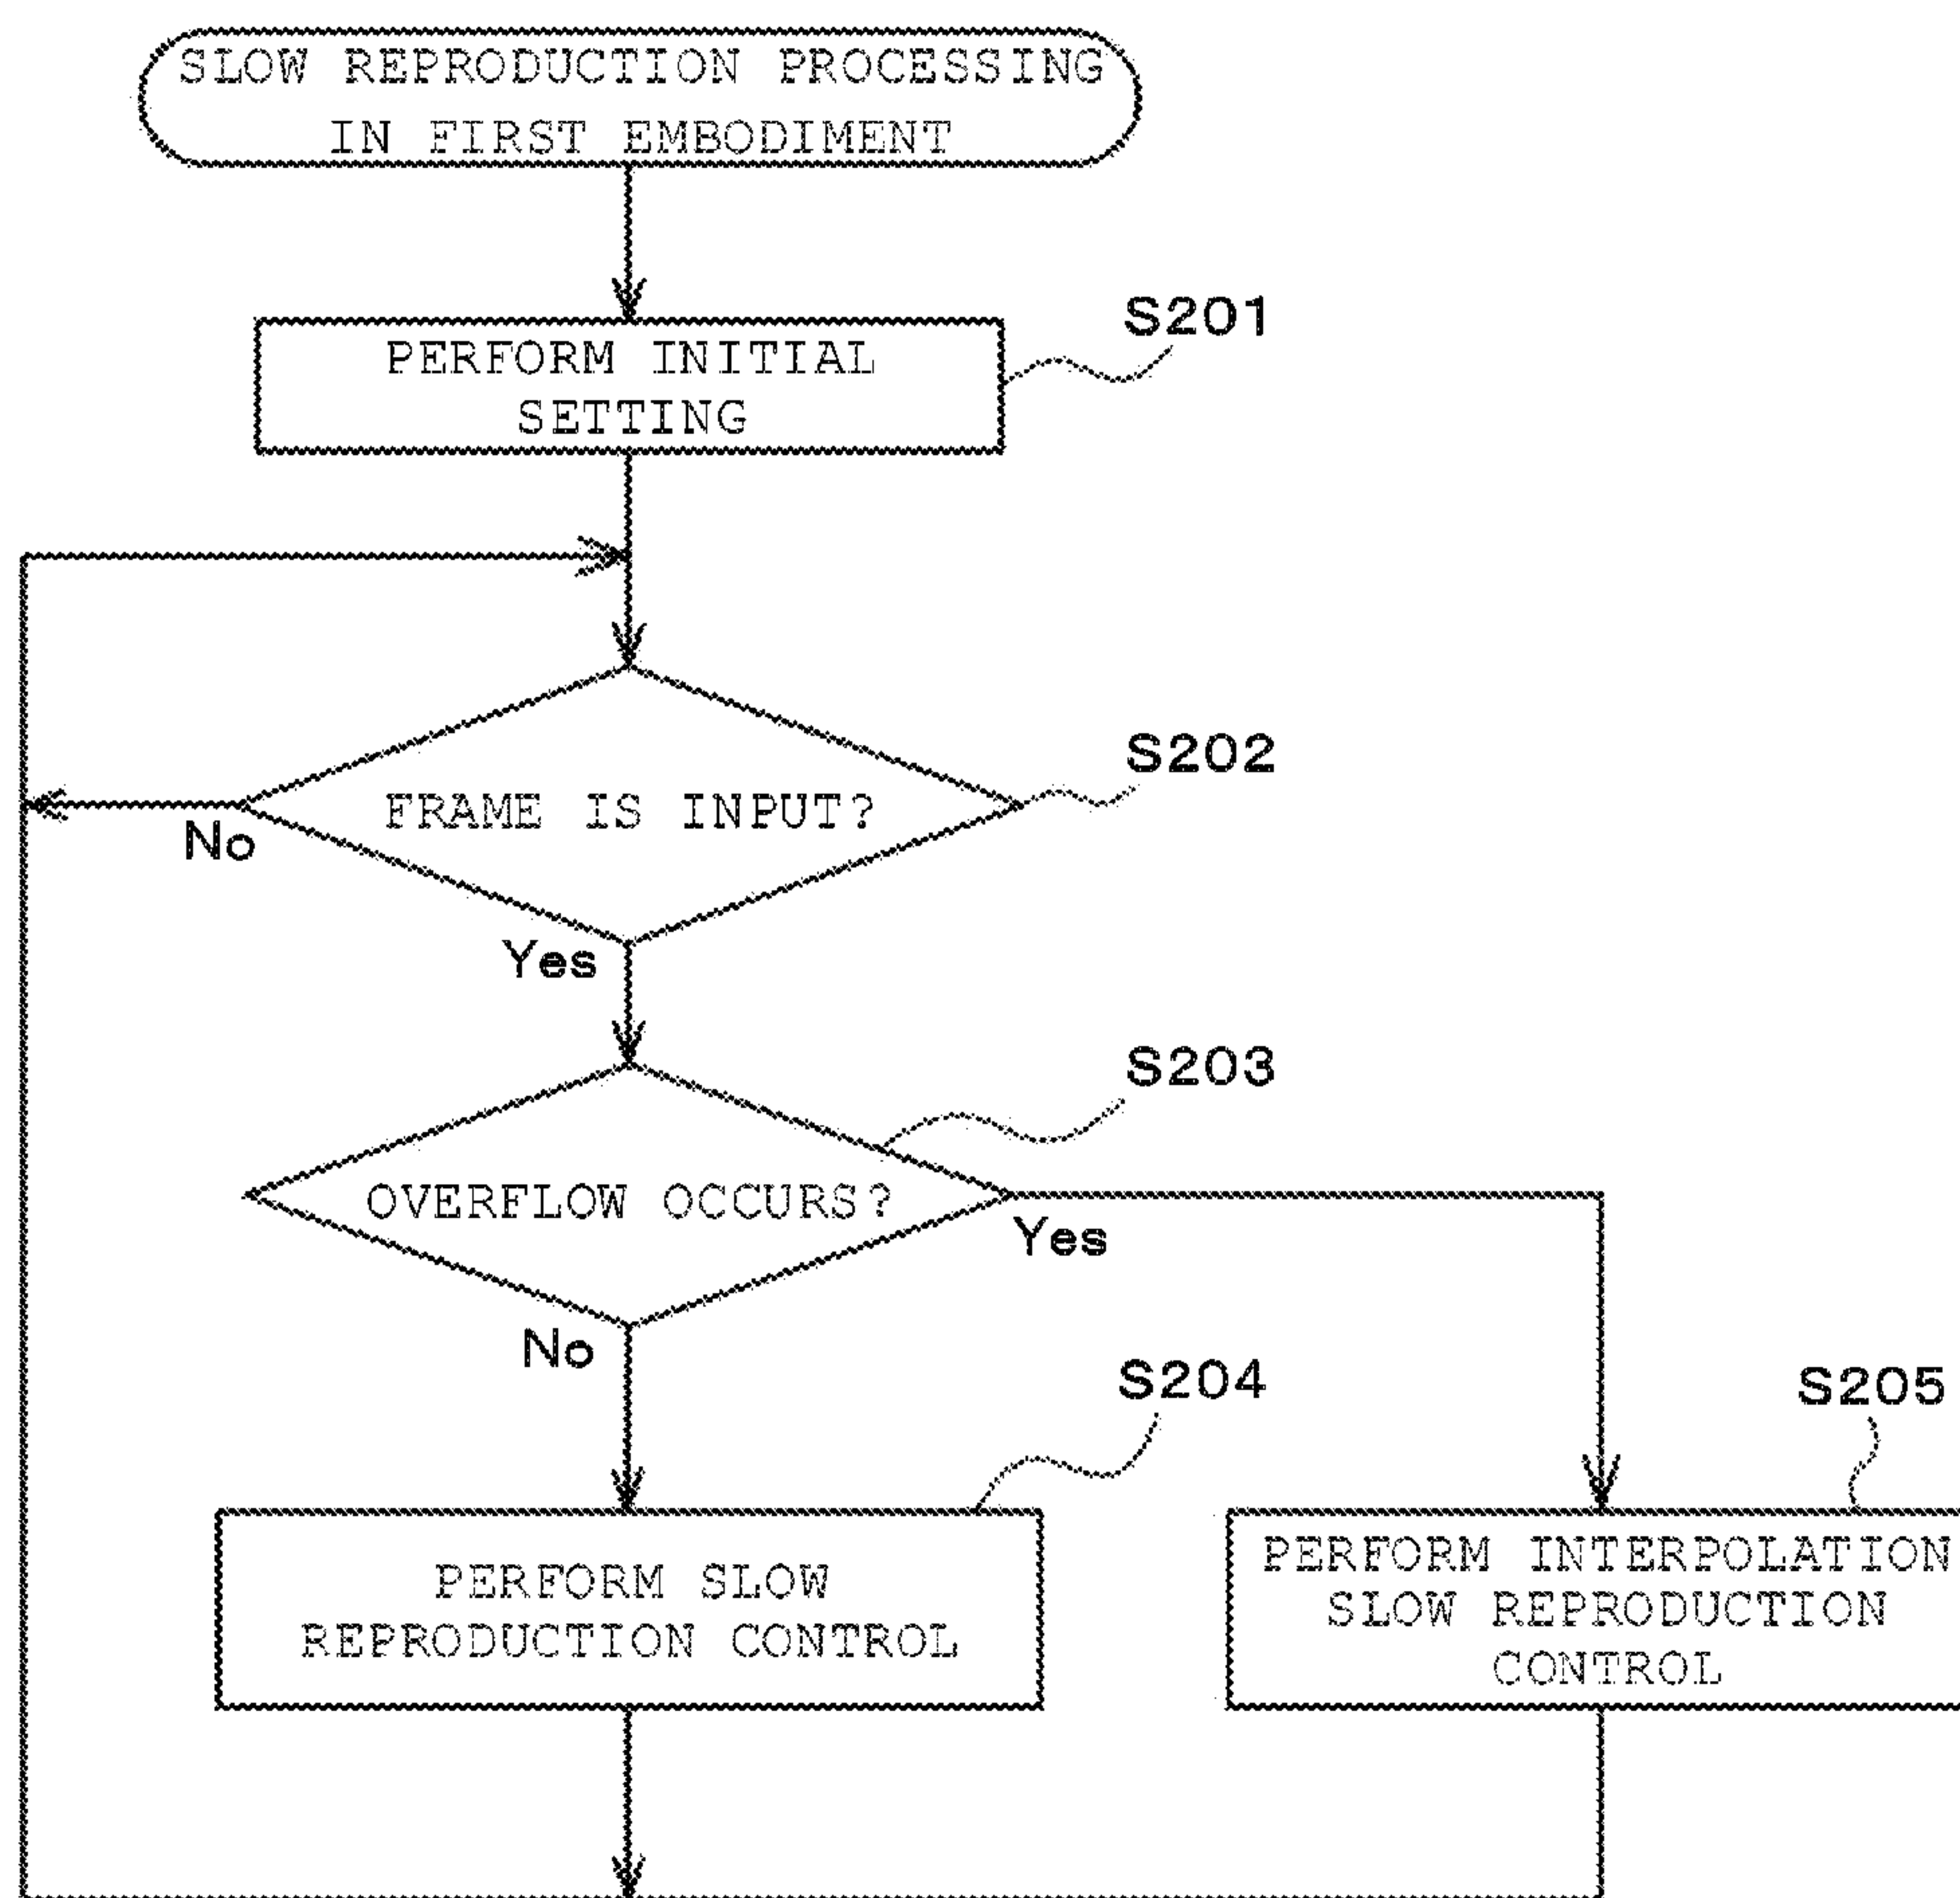 SLOW REPRODUCTION PROCESSING
IN FIRST EMBODIMENT
S201
PERFORM INITIAL
SETTING
S202
FRAME IS INPUT?
No
Yes
S203
OVERFLOW OCCURS?
Yes
No
S204
S205
PERFORM SLOW
REPRODUCTION CONTROL
PERFORM INTERPOLATION
SLOW REPRODUCTION
CONTROL